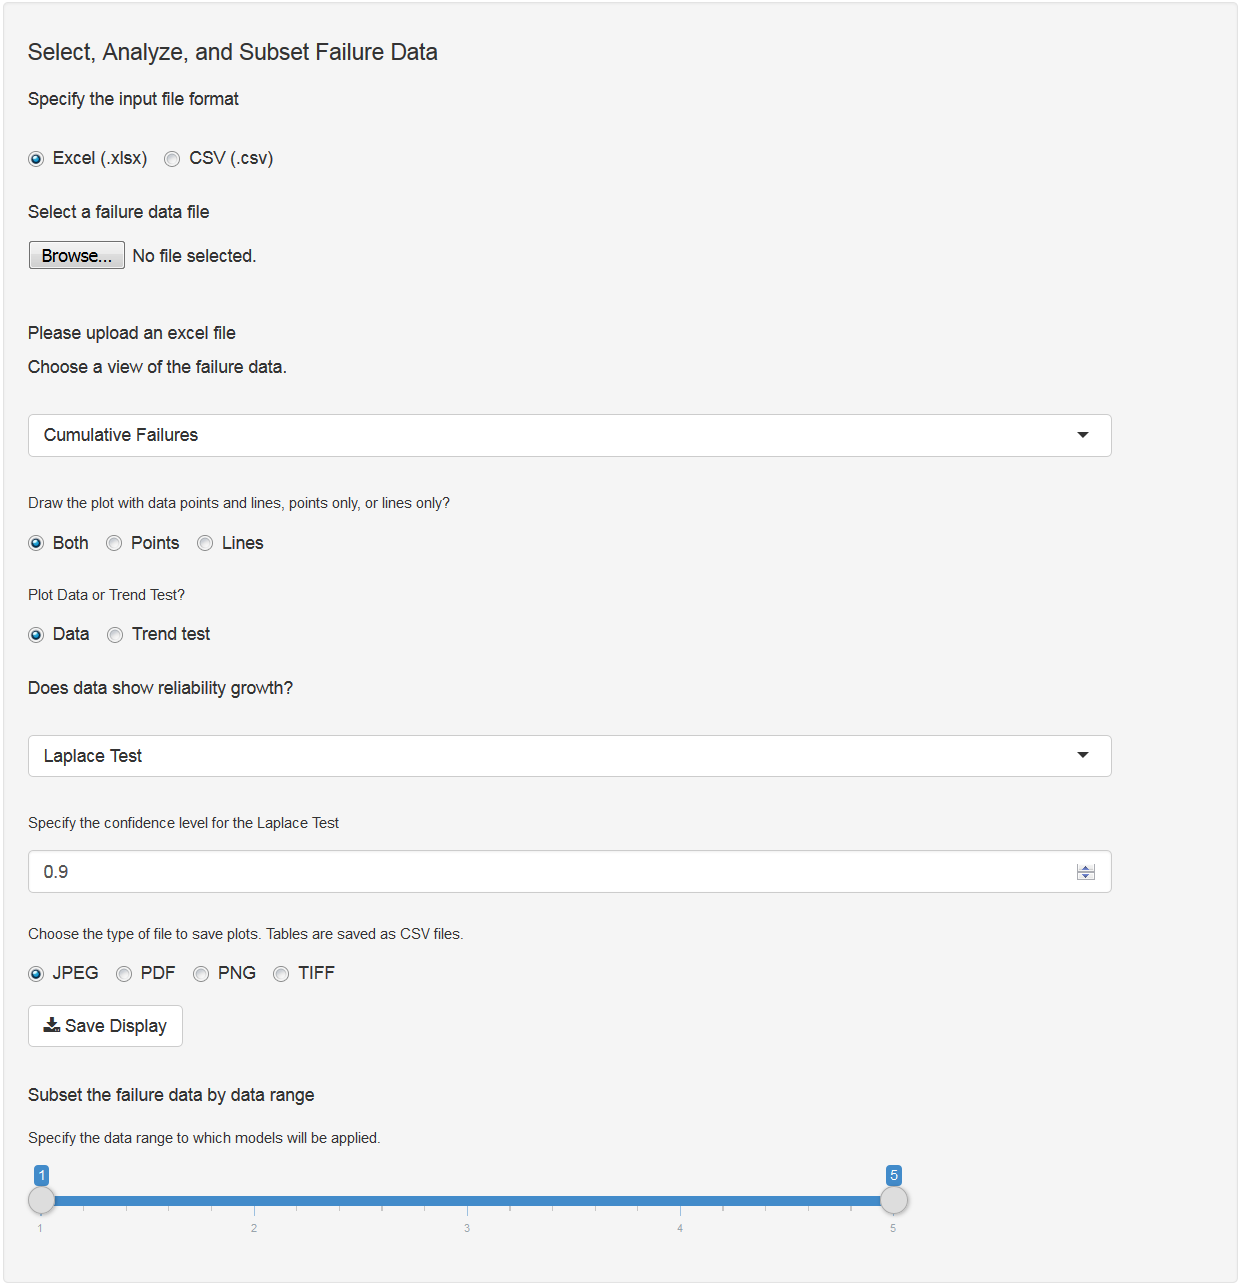 Select, Analyze, and Subset Failure Data
Specify the input file format
Excel (.xlsx) CSV (.csv)
Select a failure data file
Browse... No file selected.
Please upload an excel file
Choose a view of the failure data.
Cumulative Failures
Draw the plot with data points and lines, points only, or lines only?
Both Points Lines
Plot Data or Trend Test?
Data Trend test
Does data show reliability growth?
Laplace Test
Specify the confidence level for the Laplace Test
0.9
Choose the type of file to save plots. Tables are saved as CSV files.
JPEG PDF PNG TIFF
Save Display
Subset the failure data by data range
Specify the data range to which models will be applied.
1 5
1 2 3 4 5